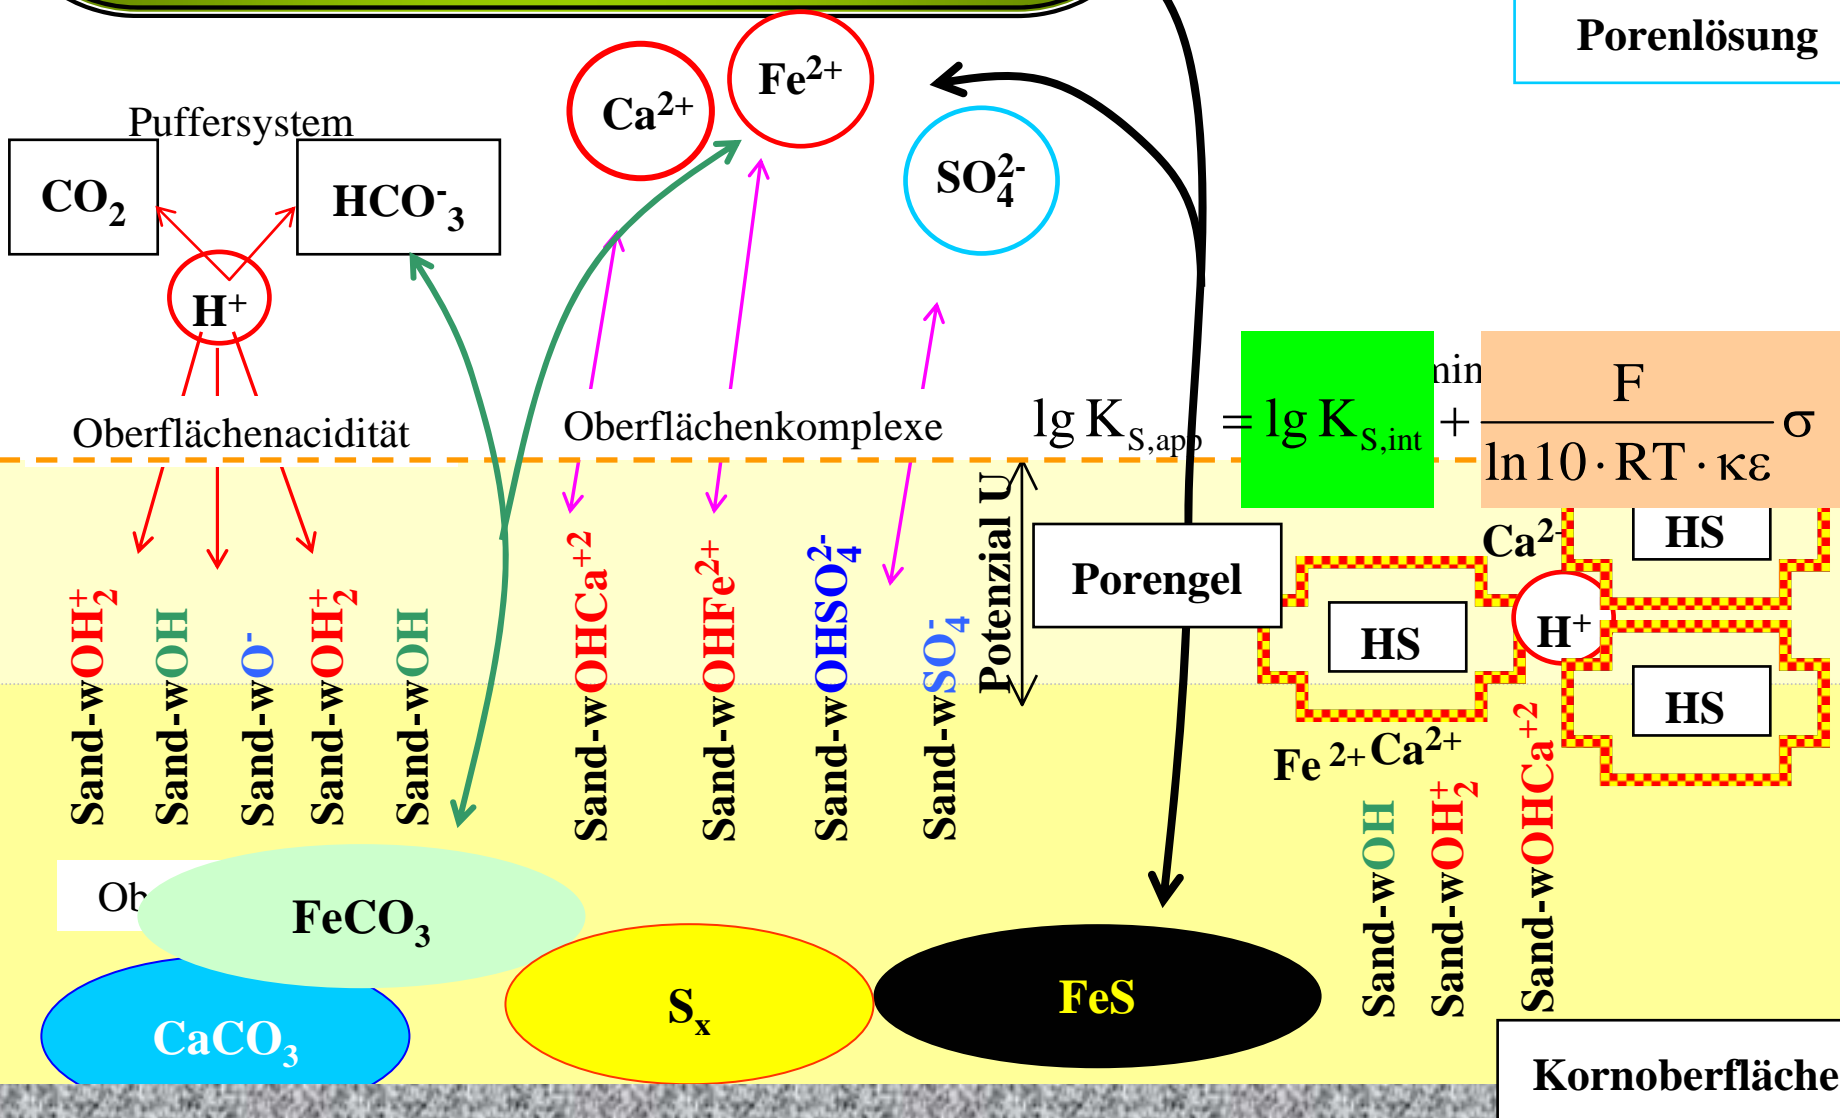 Porenlösung
Fe2+
Ca2+
Puffersystem
SO42-
CO2
HCO-3
H+
Oberflächenacidität
Oberflächenkomplexe
lg KS,app = lg KS,int + F / ln10·RT·κε σ
Potenzial U
Porengel
Ca2-
HS
H+
HS
HS
Fe 2+ Ca2+
Sand-wOH2+
Sand-wOH
Sand-wO-
Sand-wOH2+
Sand-wOH
Sand-wOHCa+2
Sand-wOHFe2+
Sand-wOHSO42-
Sand-wSO4-
Sand-wOH
Sand-wOH2+
Sand-wOHCa+2
FeCO3
Sx
FeS
CaCO3
Kornoberfläche